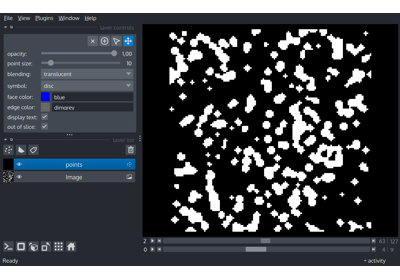 File View Plugins Window Help
layer controls
opacity: 1.00
point size: 10
blending: translucent
symbol: disc
face color: blue
edge color: dimgrey
display text:
out of slice:
layer list
points
Image
2 63 127
0 4 9
Ready activity